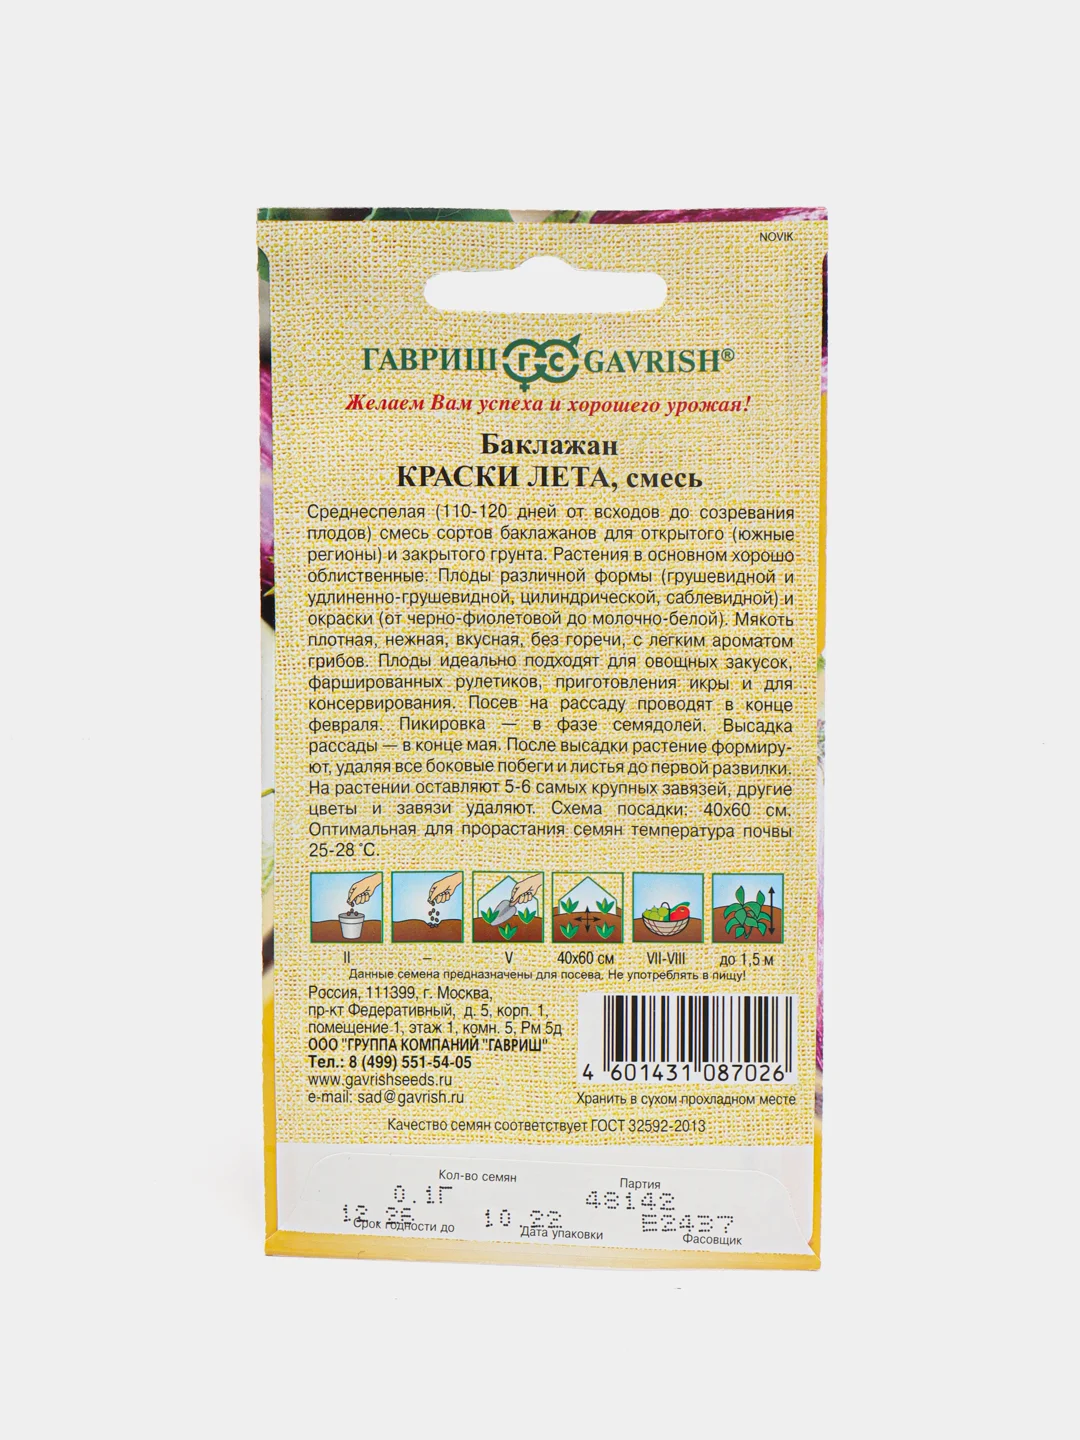 NOVIK
ГАВРИШ ГС GAVRISH®
Желаем Вам успеха и хорошего урожая!
Баклажан
КРАСКИ ЛЕТА, смесь
Среднеспелая (110-120 дней от всходов до созревания
плодов) смесь сортов баклажанов для открытого (южные
регионы) и закрытого грунта. Растения в основном хорошо
облиственные. Плоды различной формы (грушевидной и
удлиненно-грушевидной, цилиндрической, саблевидной) и
окраски (от черно-фиолетовой до молочно-белой). Мякоть
плотная, нежная, вкусная, без горечи, с легким ароматом
грибов. Плоды идеально подходят для овощных закусок,
фаршированных рулетиков, приготовления икры и для
консервирования. Посев на рассаду проводят в конце
февраля. Пикировка — в фазе семядолей. Высадка
рассады — в конце мая. После высадки растение формиру-
ют, удаляя все боковые побеги и листья до первой развилки.
На растении оставляют 5-6 самых крупных завязей, другие
цветы и завязи удаляют. Схема посадки: 40х60 см.
Оптимальная для прорастания семян температура почвы
25-28 °С.
II – V 40х60 см VII-VIII до 1,5 м
Данные семена предназначены для посева. Не употреблять в пищу!
Россия, 111399, г. Москва,
пр-кт Федеративный, д. 5, корп. 1,
помещение 1, этаж 1, комн. 5, Рм 5д
ООО "ГРУППА КОМПАНИЙ "ГАВРИШ"
Тел.: 8 (499) 551-54-05
www.gavrishseeds.ru
e-mail: sad@gavrish.ru
4 601431 087026
Хранить в сухом прохладном месте
Качество семян соответствует ГОСТ 32592-2013
Кол-во семян
Партия
0.1Г
48142
12.26
10.22
Е2437
Срок годности до
Дата упаковки
Фасовщик